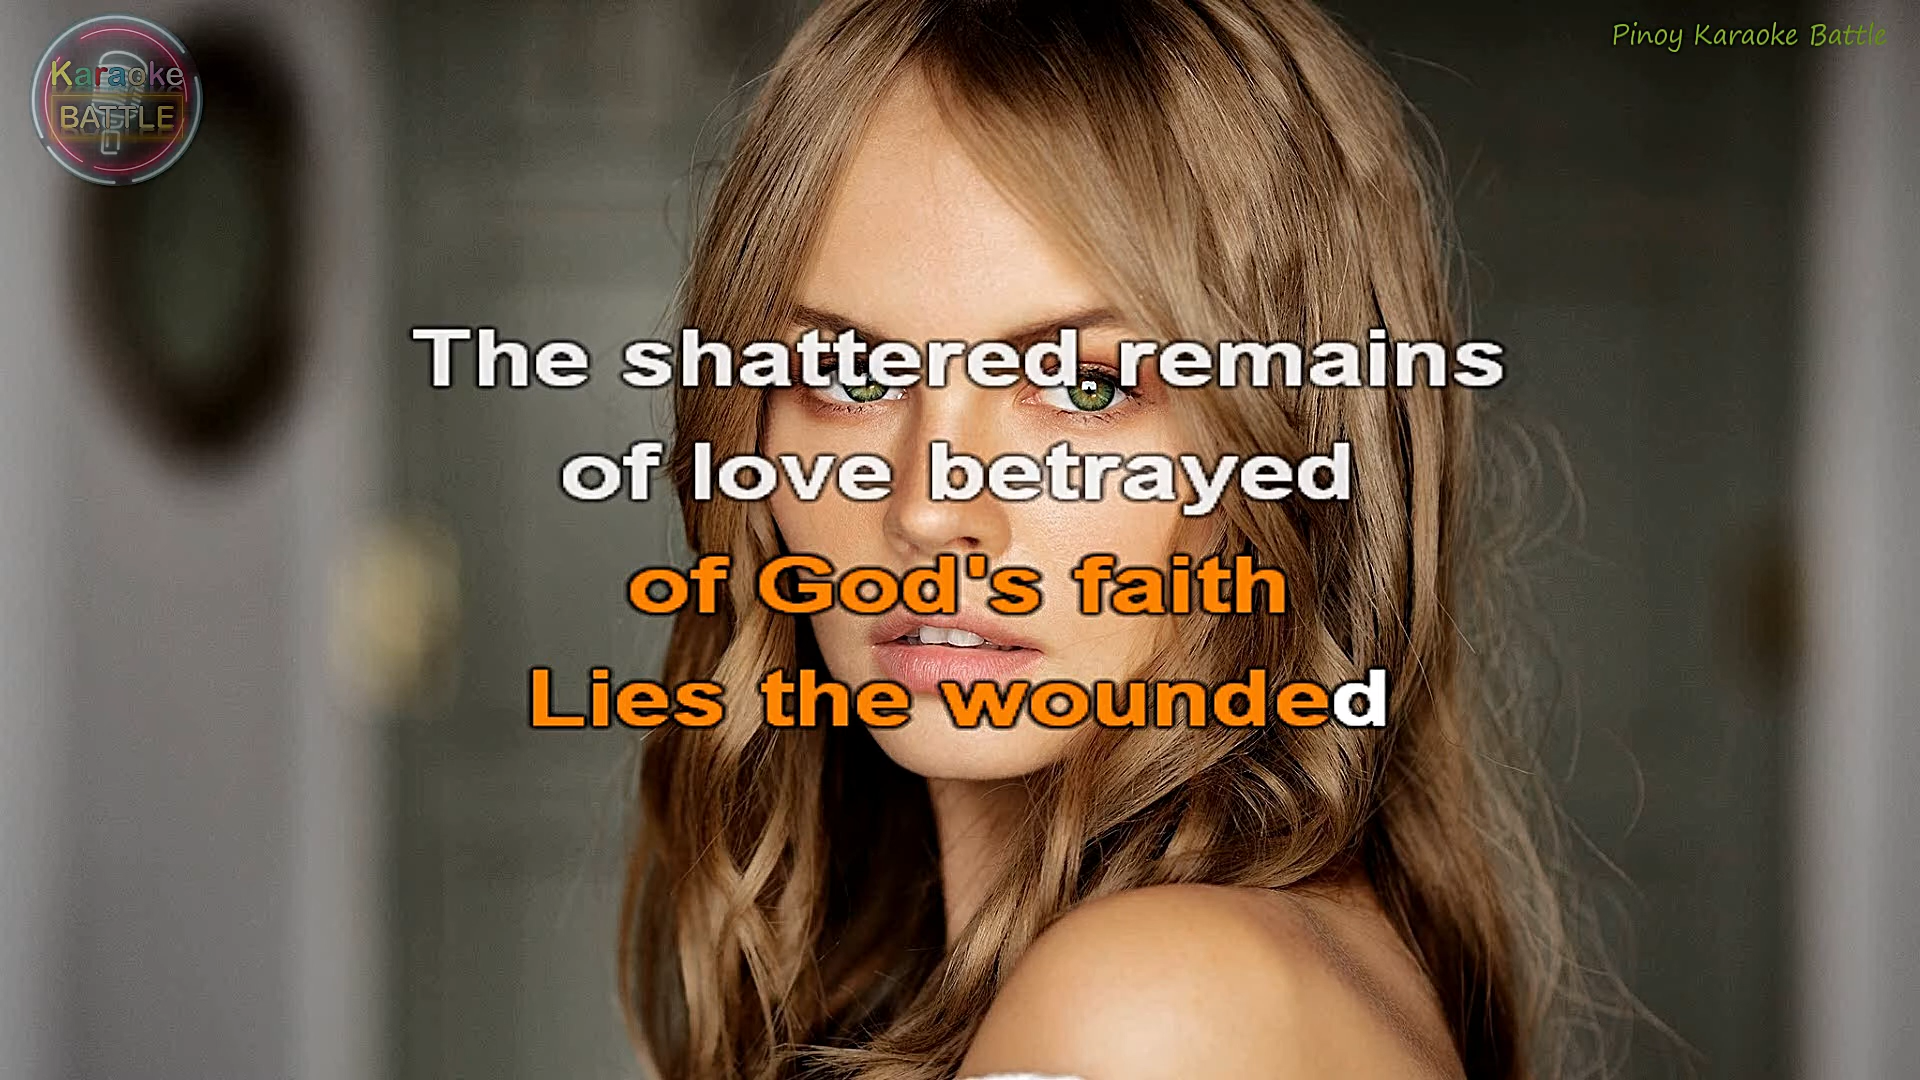 Karaoke
BATTLE
Pinoy Karaoke Battle
The shattered remains
of love betrayed
of God's faith
Lies the wounded